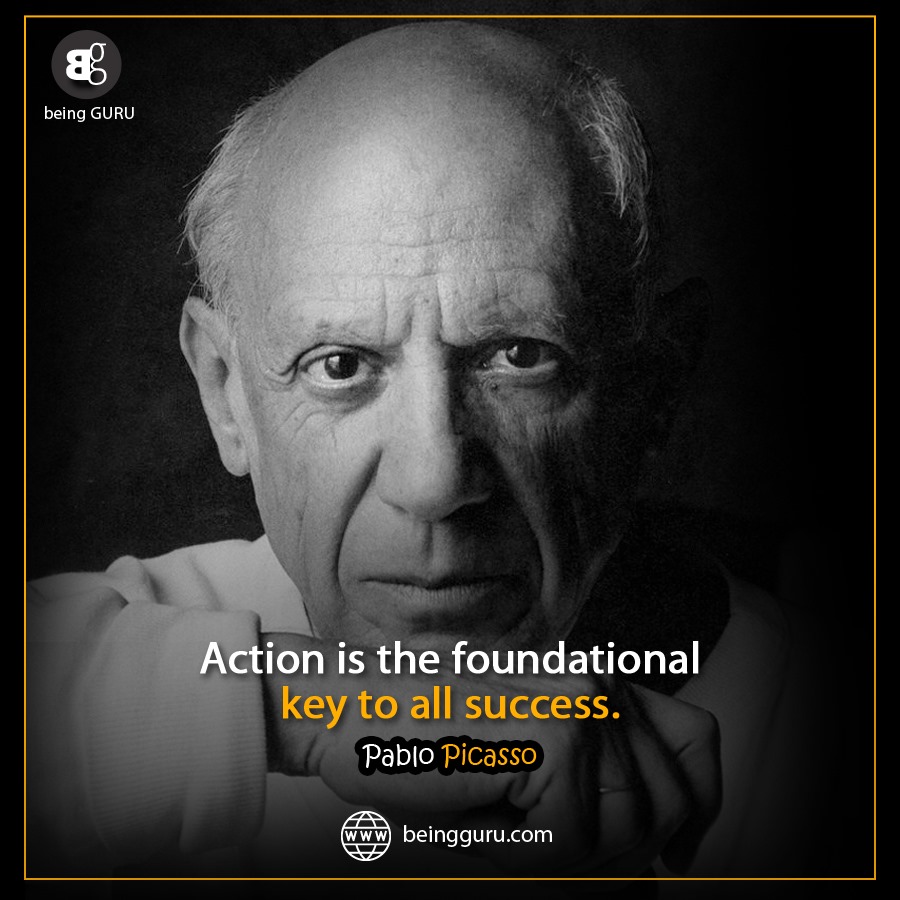 Bg
being GURU
Action is the foundational
key to all success.
Pablo Picasso
www
beingguru.com